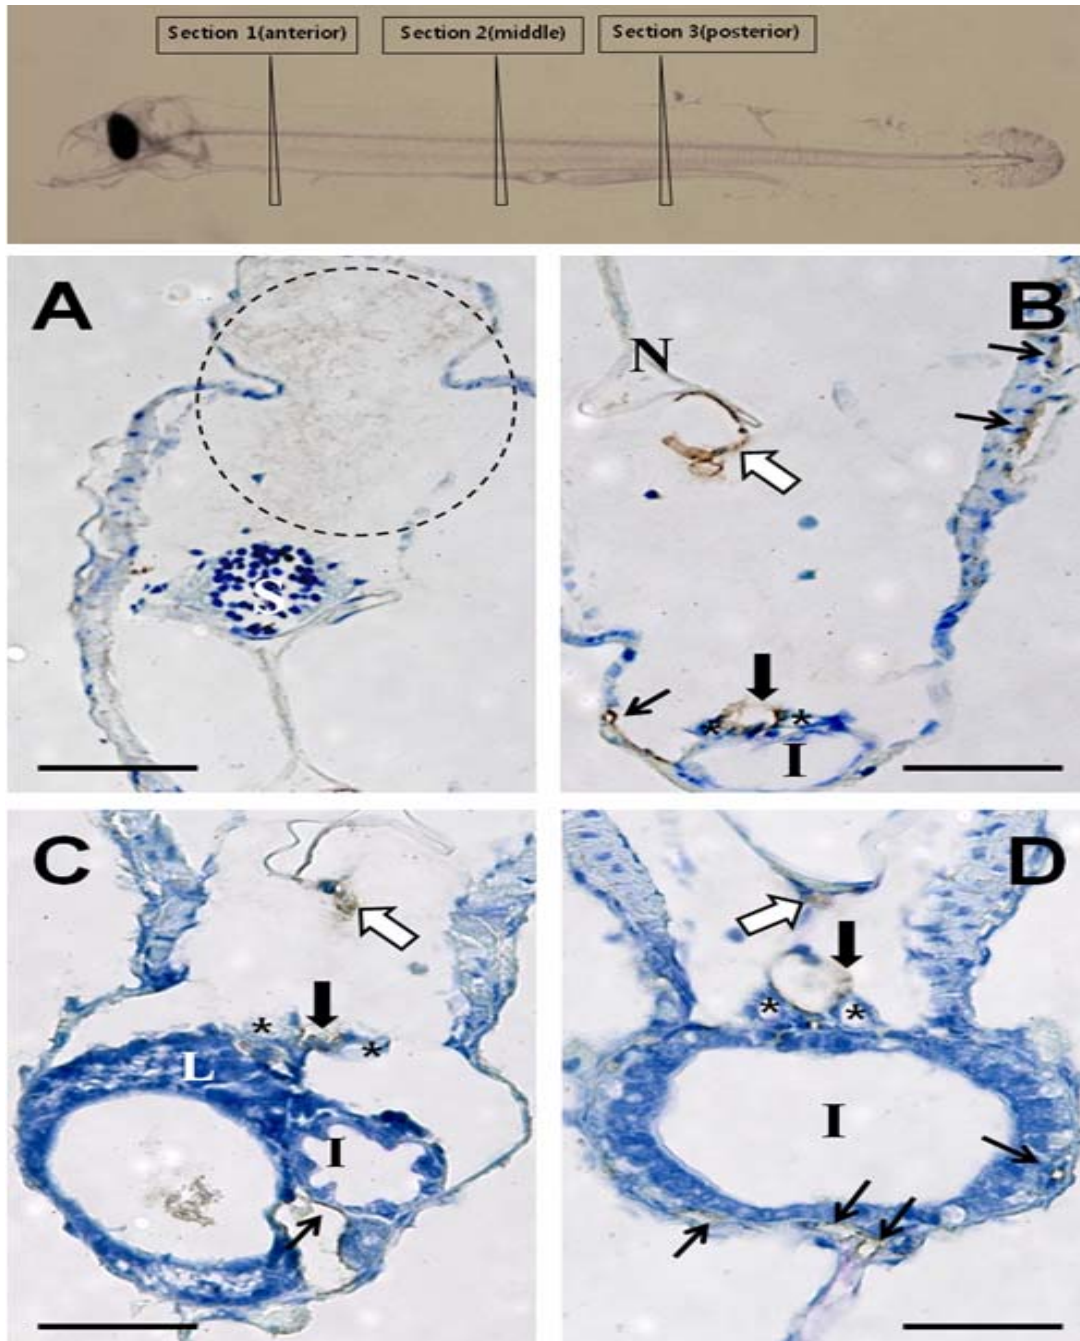 Section 1(anterior)
Section 2(middle)
Section 3(posterior)
A
S
B
N
*
*
I
C
*
*
L
I
D
*
*
I